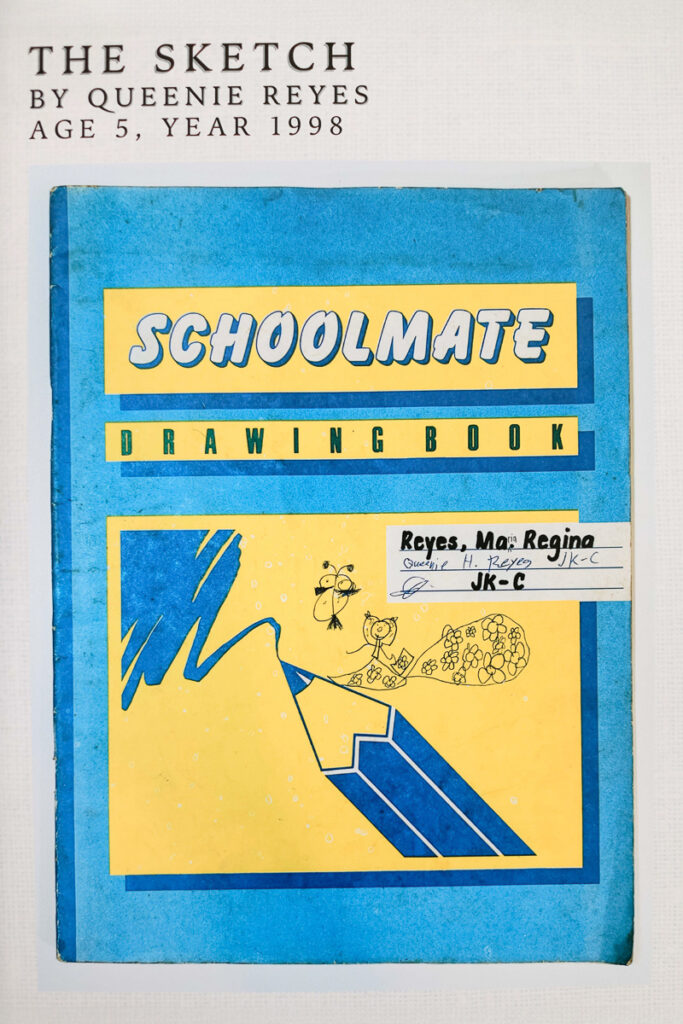 THE SKETCH
BY QUEENIE REYES
AGE 5, YEAR 1998
SCHOOLMATE
DRAWING BOOK
Reyes, Ma. Regina
Queenie H. Reyes JK-C
JK-C